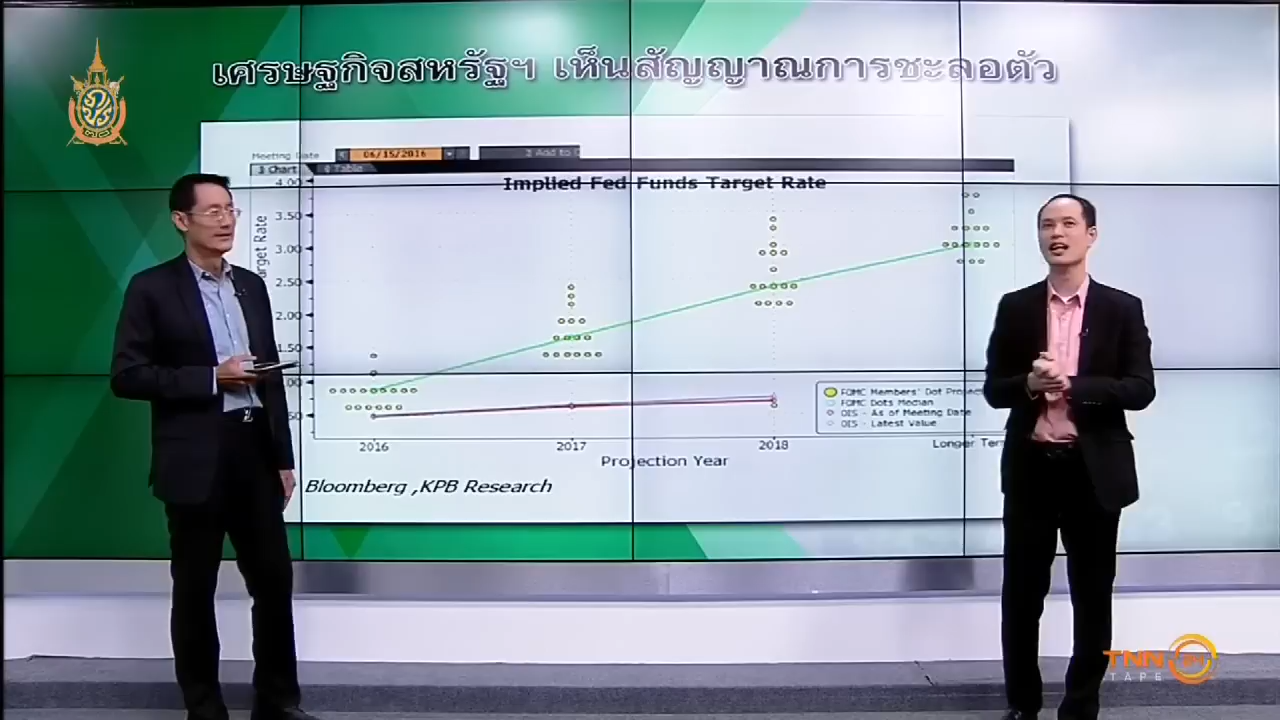 เศรษฐกิจสหรัฐฯ เห็นสัญญาณการชะลอตัว
Meeting Date
06/15/2016
Chart
Table
Implied Fed Funds Target Rate
4.00
3.50
3.00
2.50
2.00
1.50
Target Rate
FOMC Members' Dot
FOMC Dots Median
OIS - As of Meeting Date
OIS - Latest Value
2016
2017
2018
Longer
Projection Year
Bloomberg ,KPB Research
TNN
TAPE